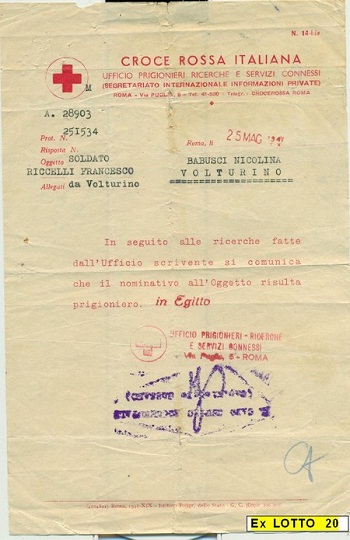 N. 16 bis
CROCE ROSSA ITALIANA
UFFICIO PRIGIONIERI RICERCHE E SERVIZI CONNESSI
(SEGRETARIATO INTERNAZIONALE INFORMAZIONI PRIVATE)
ROMA - Via PUGLIE, 6 - Tel. 41-580 - Telegr. CROCEROSSA ROMA
M
A. 28903
251534
Prot. N.
Risposta N.
Oggetto SOLDATO
RICCELLI FRANCESCO
Allegati da Volturino
Roma, li 25 MAG
BABUSCI NICOLINA
VOLTURINO
In seguito alle ricerche fatte
dall'Ufficio scrivente si comunica
che il nominativo all'Oggetto risulta
prigioniero. in Egitto
UFFICIO PRIGIONIERI - RICERCHE
E SERVIZI CONNESSI
Via Puglie, 6 - ROMA
Ex LOTTO 20